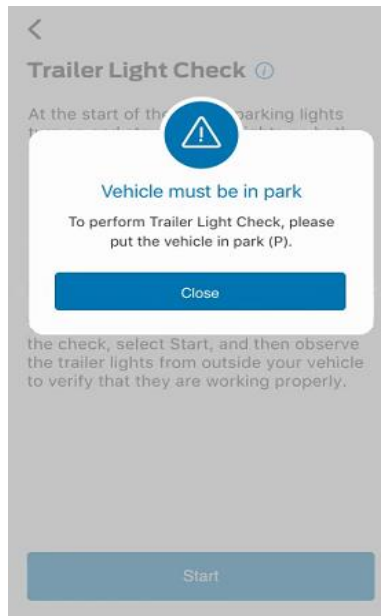 Trailer Light Check
At the start of the parking lights
Vehicle must be in park
To perform Trailer Light Check, please
put the vehicle in park (P).
Close
the check, select Start, and then observe
the trailer lights from outside your vehicle
to verify that they are working properly.
Start